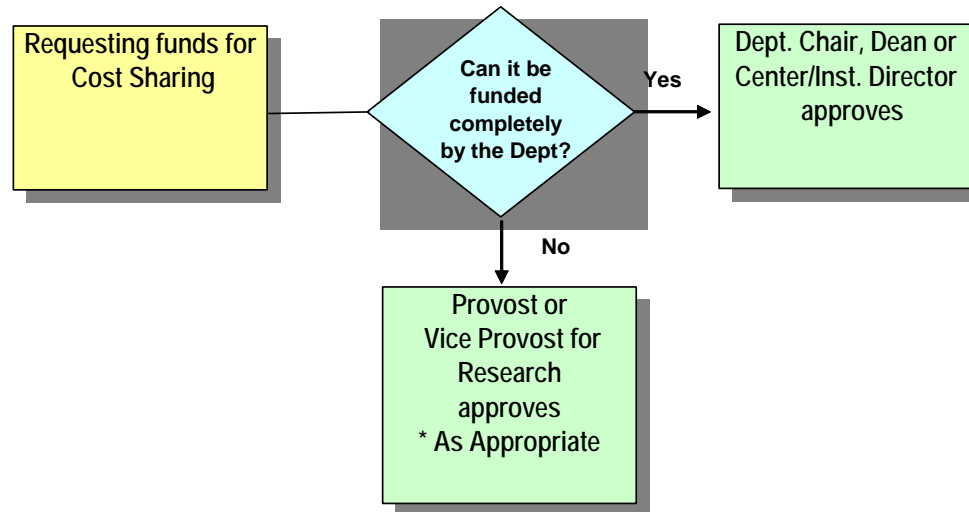 Requesting funds for
Cost Sharing
Can it be
funded
completely
by the Dept?
Yes
Dept. Chair, Dean or
Center/Inst. Director
approves
No
Provost or
Vice Provost for
Research
approves
* As Appropriate